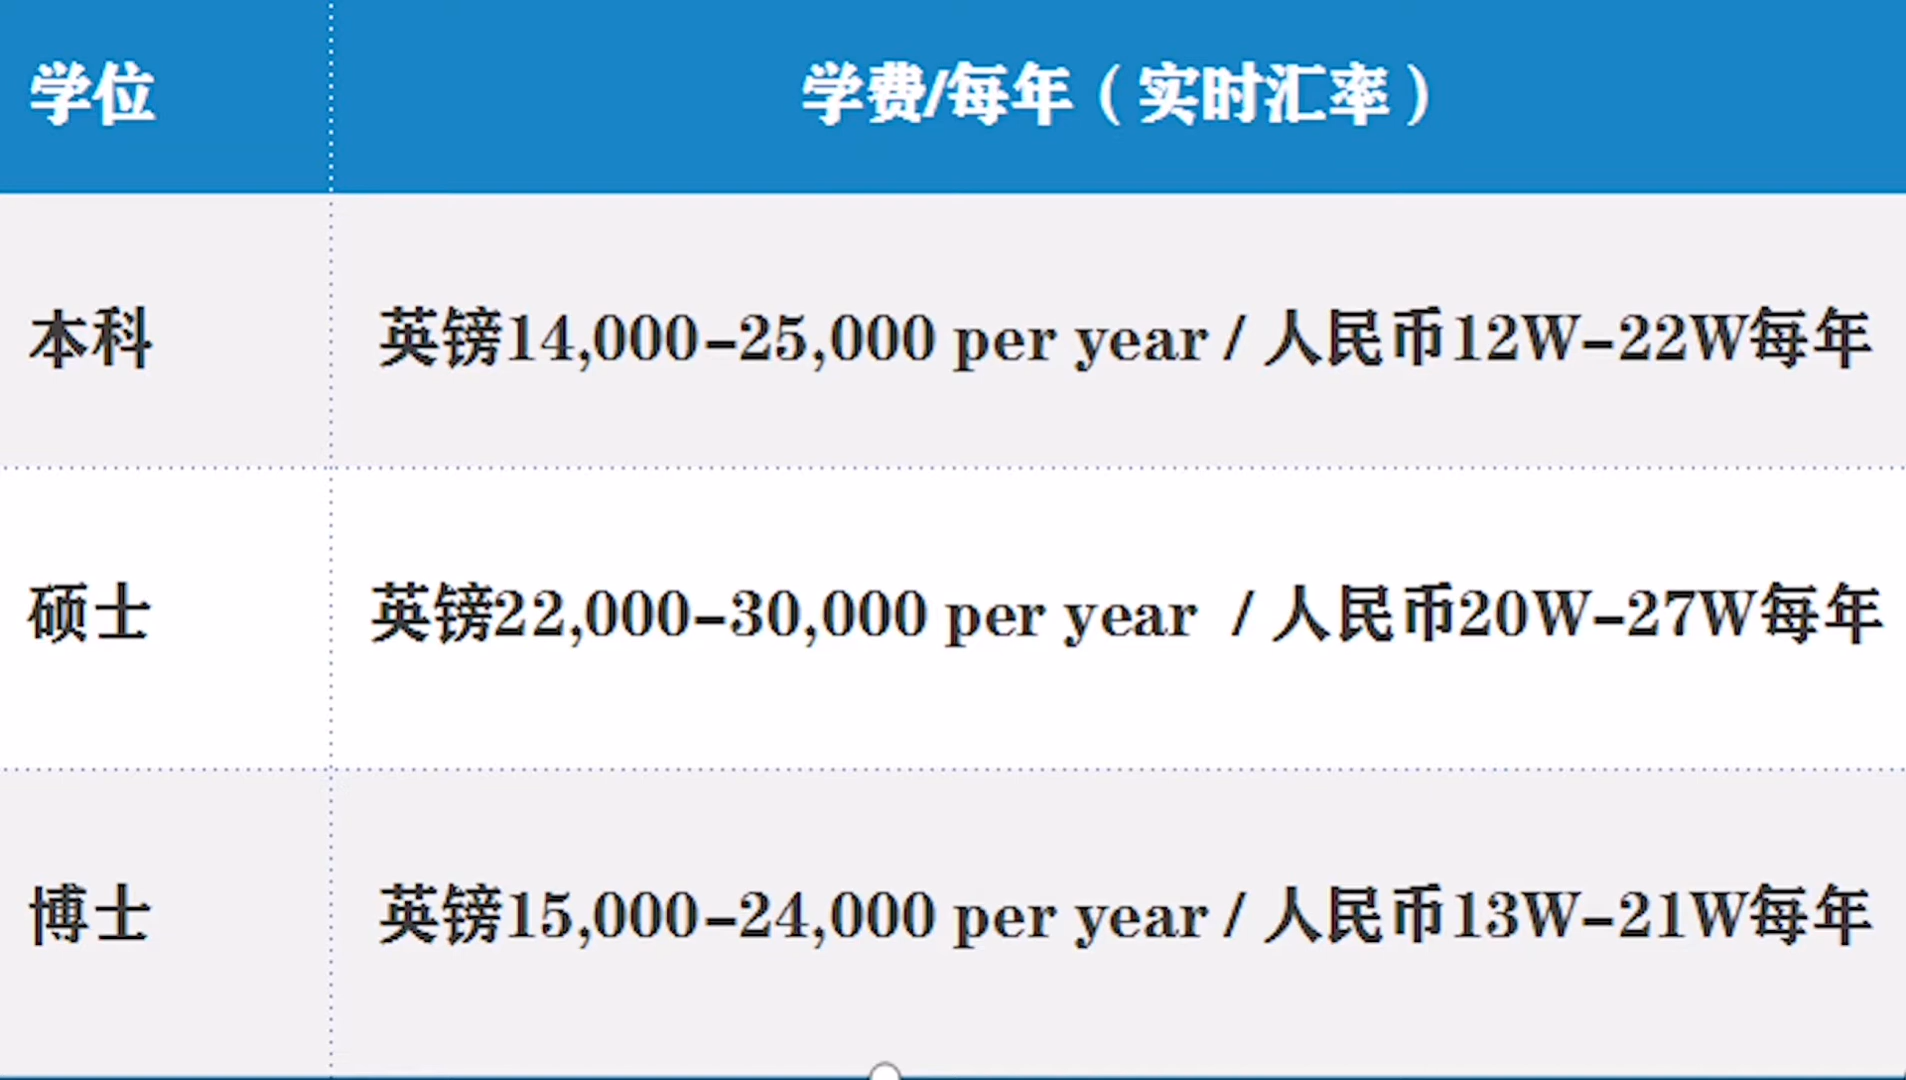 学位
学费/每年（实时汇率）
本科
英镑14,000-25,000 per year / 人民币12W-22W每年
硕士
英镑22,000-30,000 per year / 人民币20W-27W每年
博士
英镑15,000-24,000 per year / 人民币13W-21W每年